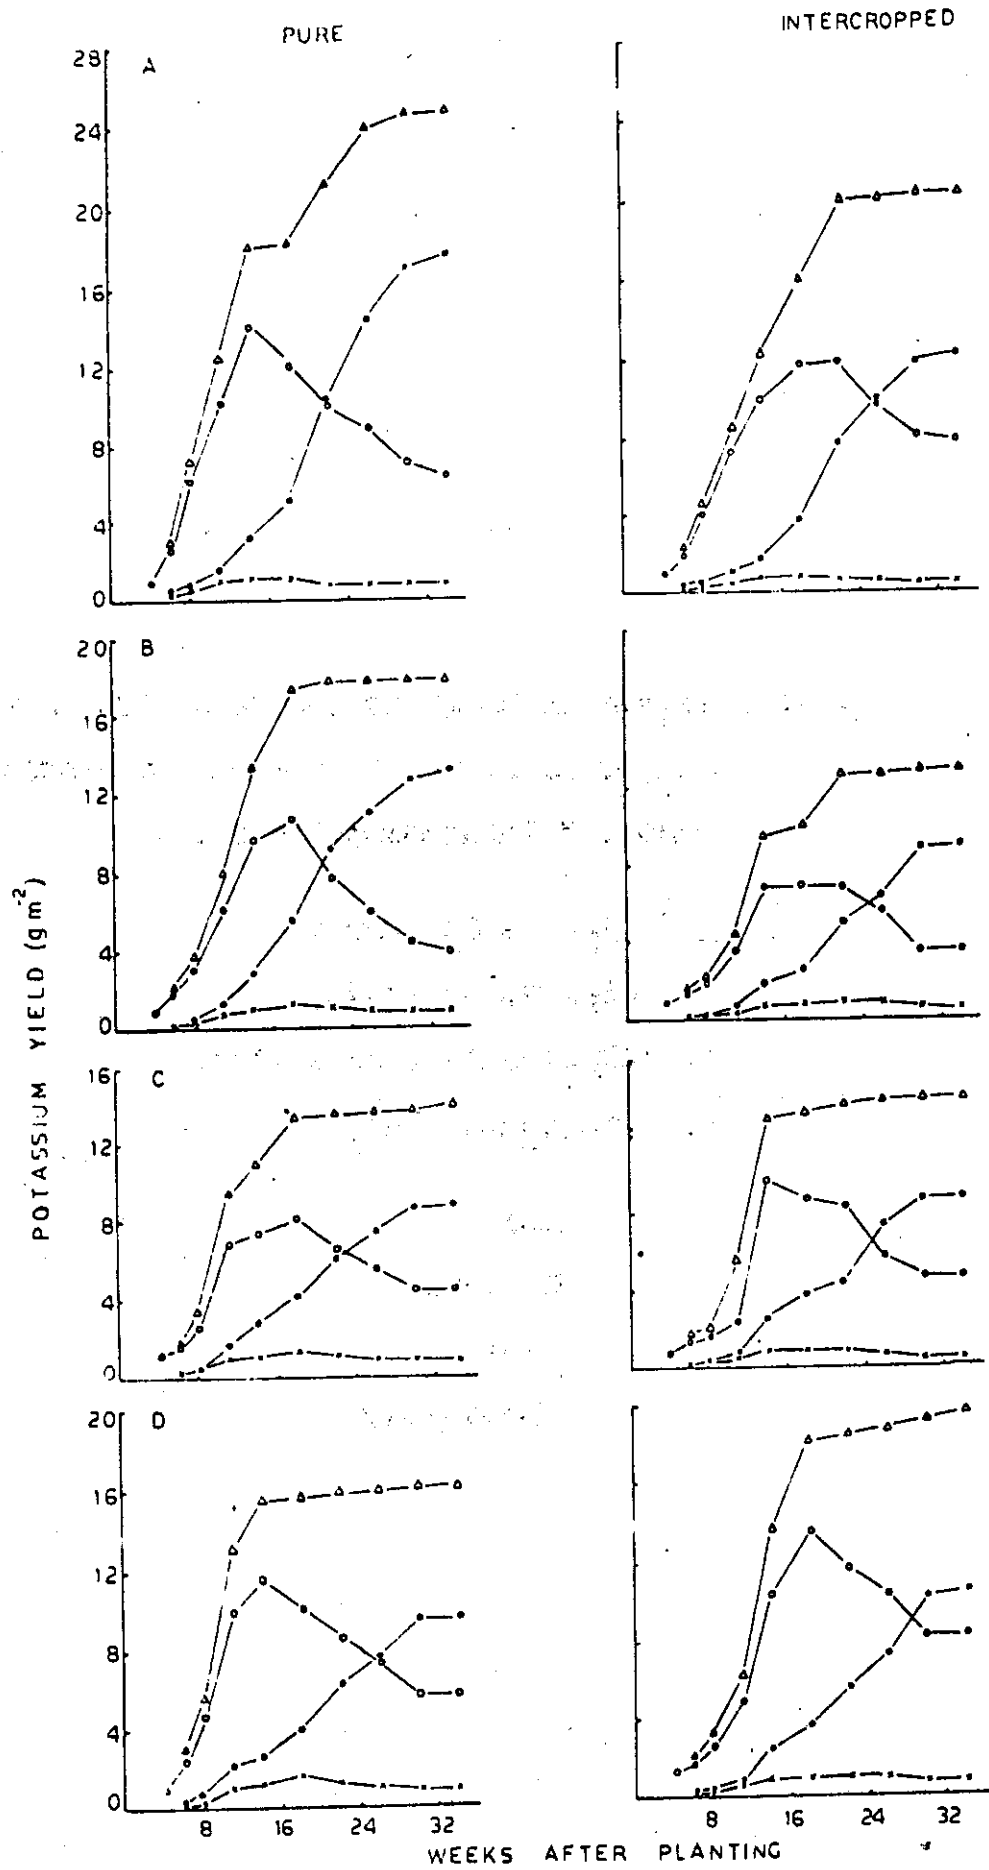 PURE
INTERCROPPED
A
28
24
20
16
12
8
4
0
B
20
16
12
8
4
0
C
16
12
8
4
0
D
20
16
12
8
4
0
8 16 24 32
8 16 24 32
POTASSIUM YIELD (gm⁻²)
WEEKS AFTER PLANTING